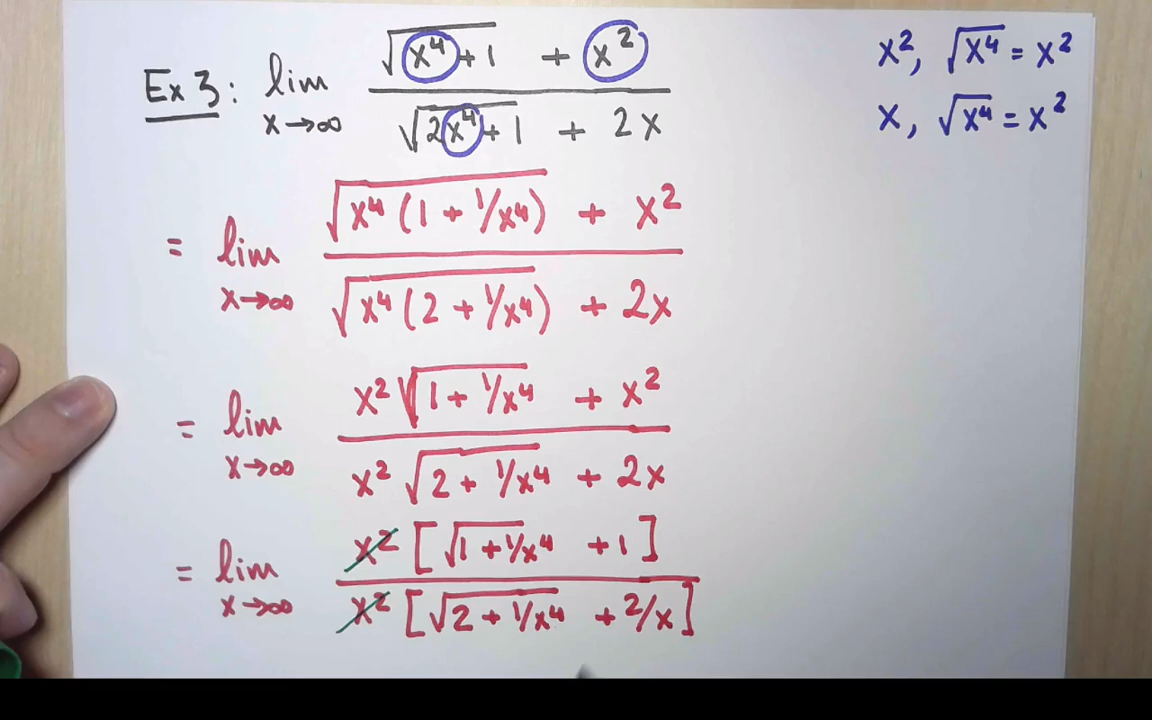 Ex 3: lim x→∞ (√(x⁴+1) + x²) / (√(2x⁴+1) + 2x)
x², √x⁴ = x²
x, √x⁴ = x²
= lim x→∞ (√(x⁴(1 + 1/x⁴)) + x²) / (√(x⁴(2 + 1/x⁴)) + 2x)
= lim x→∞ (x²√(1 + 1/x⁴) + x²) / (x²√(2 + 1/x⁴) + 2x)
= lim x→∞ (x²[√(1 + 1/x⁴) + 1]) / (x²[√(2 + 1/x⁴) + 2/x])